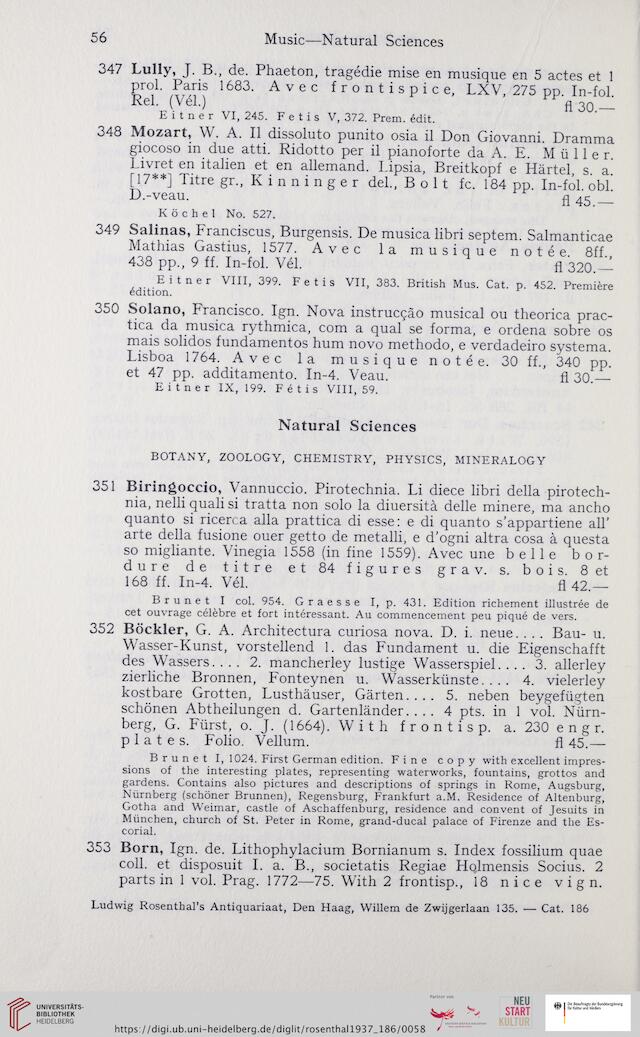 56
Music—Natural Sciences
347 Lully, J. B., de. Phaeton, tragédie mise en musique en 5 actes et 1
prol. Paris 1683. Avec frontispice, LXV, 275 pp. In-fol.
Rel. (Vél.) fl 30.—
Eitner VI, 245. Fetis V, 372. Prem. édit.
348 Mozart, W. A. Il dissoluto punito osia il Don Giovanni. Dramma
giocoso in due atti. Ridotto per il pianoforte da A. E. Müller.
Livret en italien et en allemand. Lipsia, Breitkopf e Härtel, s. a.
[17**] Titre gr., Kinninger del., Bolt fc. 184 pp. In-fol. obl.
D.-veau. fl 45.—
Köchel No. 527.
349 Salinas, Franciscus, Burgensis. De musica libri septem. Salmanticae
Mathias Gastius, 1577. Avec la musique notée. 8ff.,
438 pp., 9 ff. In-fol. Vél. fl 320.—
Eitner VIII, 399. Fetis VII, 383. British Mus. Cat. p. 452. Première
édition.
350 Solano, Francisco. Ign. Nova instrucção musical ou theorica prac-
tica da musica rythmica, com a qual se forma, e ordena sobre os
mais solidos fundamentos hum novo methodo, e verdadeiro systema.
Lisboa 1764. Avec la musique notée. 30 ff., 340 pp.
et 47 pp. additamento. In-4. Veau. fl 30.—
Eitner IX, 199. Fétis VIII, 59.
Natural Sciences
BOTANY, ZOOLOGY, CHEMISTRY, PHYSICS, MINERALOGY
351 Biringoccio, Vannuccio. Pirotechnia. Li diece libri della pirotech-
nia, nelli quali si tratta non solo la diuersità delle minere, ma ancho
quanto si ricerca alla prattica di esse: e di quanto s'appartiene all'
arte della fusione ouer getto de metalli, e d'ogni altra cosa à questa
so migliante. Vinegia 1558 (in fine 1559). Avec une belle bor-
dure de titre et 84 figures grav. s. bois. 8 et
168 ff. In-4. Vél. fl 42.—
Brunet I col. 954. Graesse I, p. 431. Edition richement illustrée de
cet ouvrage célèbre et fort intéressant. Au commencement peu piqué de vers.
352 Böckler, G. A. Architectura curiosa nova. D. i. neue.... Bau- u.
Wasser-Kunst, vorstellend 1. das Fundament u. die Eigenschafft
des Wassers.... 2. mancherley lustige Wasserspiel.... 3. allerley
zierliche Bronnen, Fonteynen u. Wasserkünste.... 4. vielerley
kostbare Grotten, Lusthäuser, Gärten.... 5. neben beygefügten
schönen Abtheilungen d. Gartenländer.... 4 pts. in 1 vol. Nürn-
berg, G. Fürst, o. J. (1664). With frontisp. a. 230 engr.
plates. Folio. Vellum. fl 45.—
Brunet I, 1024. First German edition. Fine copy with excellent impres-
sions of the interesting plates, representing waterworks, fountains, grottos and
gardens. Contains also pictures and descriptions of springs in Rome, Augsburg,
Nürnberg (schöner Brunnen), Regensburg, Frankfurt a.M. Residence of Altenburg,
Gotha and Weimar, castle of Aschaffenburg, residence and convent of Jesuits in
München, church of St. Peter in Rome, grand-ducal palace of Firenze and the Es-
corial.
353 Born, Ign. de. Lithophylacium Bornianum s. Index fossilium quae
coll. et disposuit I. a. B., societatis Regiae Holmensis Socius. 2
parts in 1 vol. Prag. 1772—75. With 2 frontisp., 18 nice vign.
Ludwig Rosenthal's Antiquariaat, Den Haag, Willem de Zwijgerlaan 135. — Cat. 186
UNIVERSITÄTS-
BIBLIOTHEK
HEIDELBERG
https://digi.ub.uni-heidelberg.de/diglit/rosenthal1937_186/0058
Partner von
NEU
START
KULTUR
Die Beauftragte der Bundesregierung
für Kultur und Medien